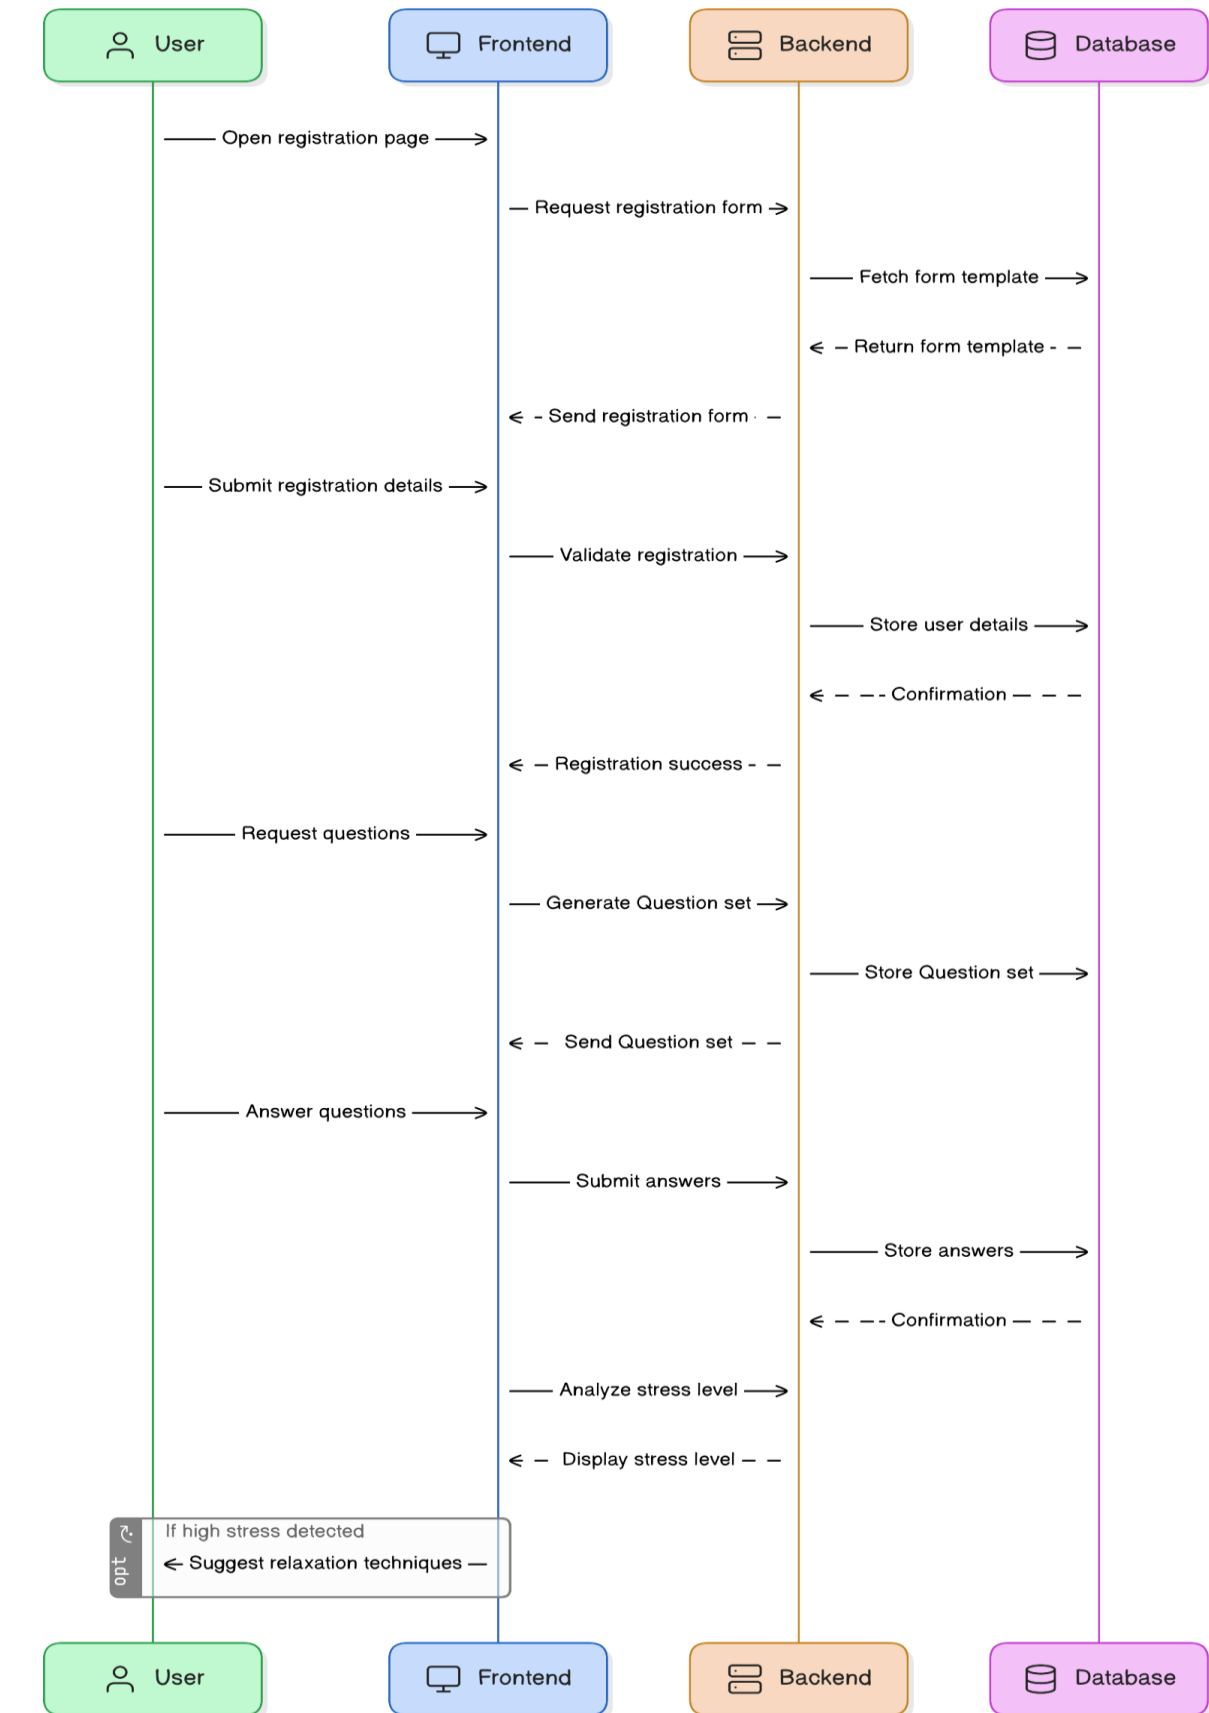 User
Frontend
Backend
Database
Open registration page
Request registration form
Fetch form template
Return form template
Send registration form
Submit registration details
Validate registration
Store user details
Confirmation
Registration success
Request questions
Generate Question set
Store Question set
Send Question set
Answer questions
Submit answers
Store answers
Confirmation
Analyze stress level
Display stress level
opt
If high stress detected
Suggest relaxation techniques
User
Frontend
Backend
Database